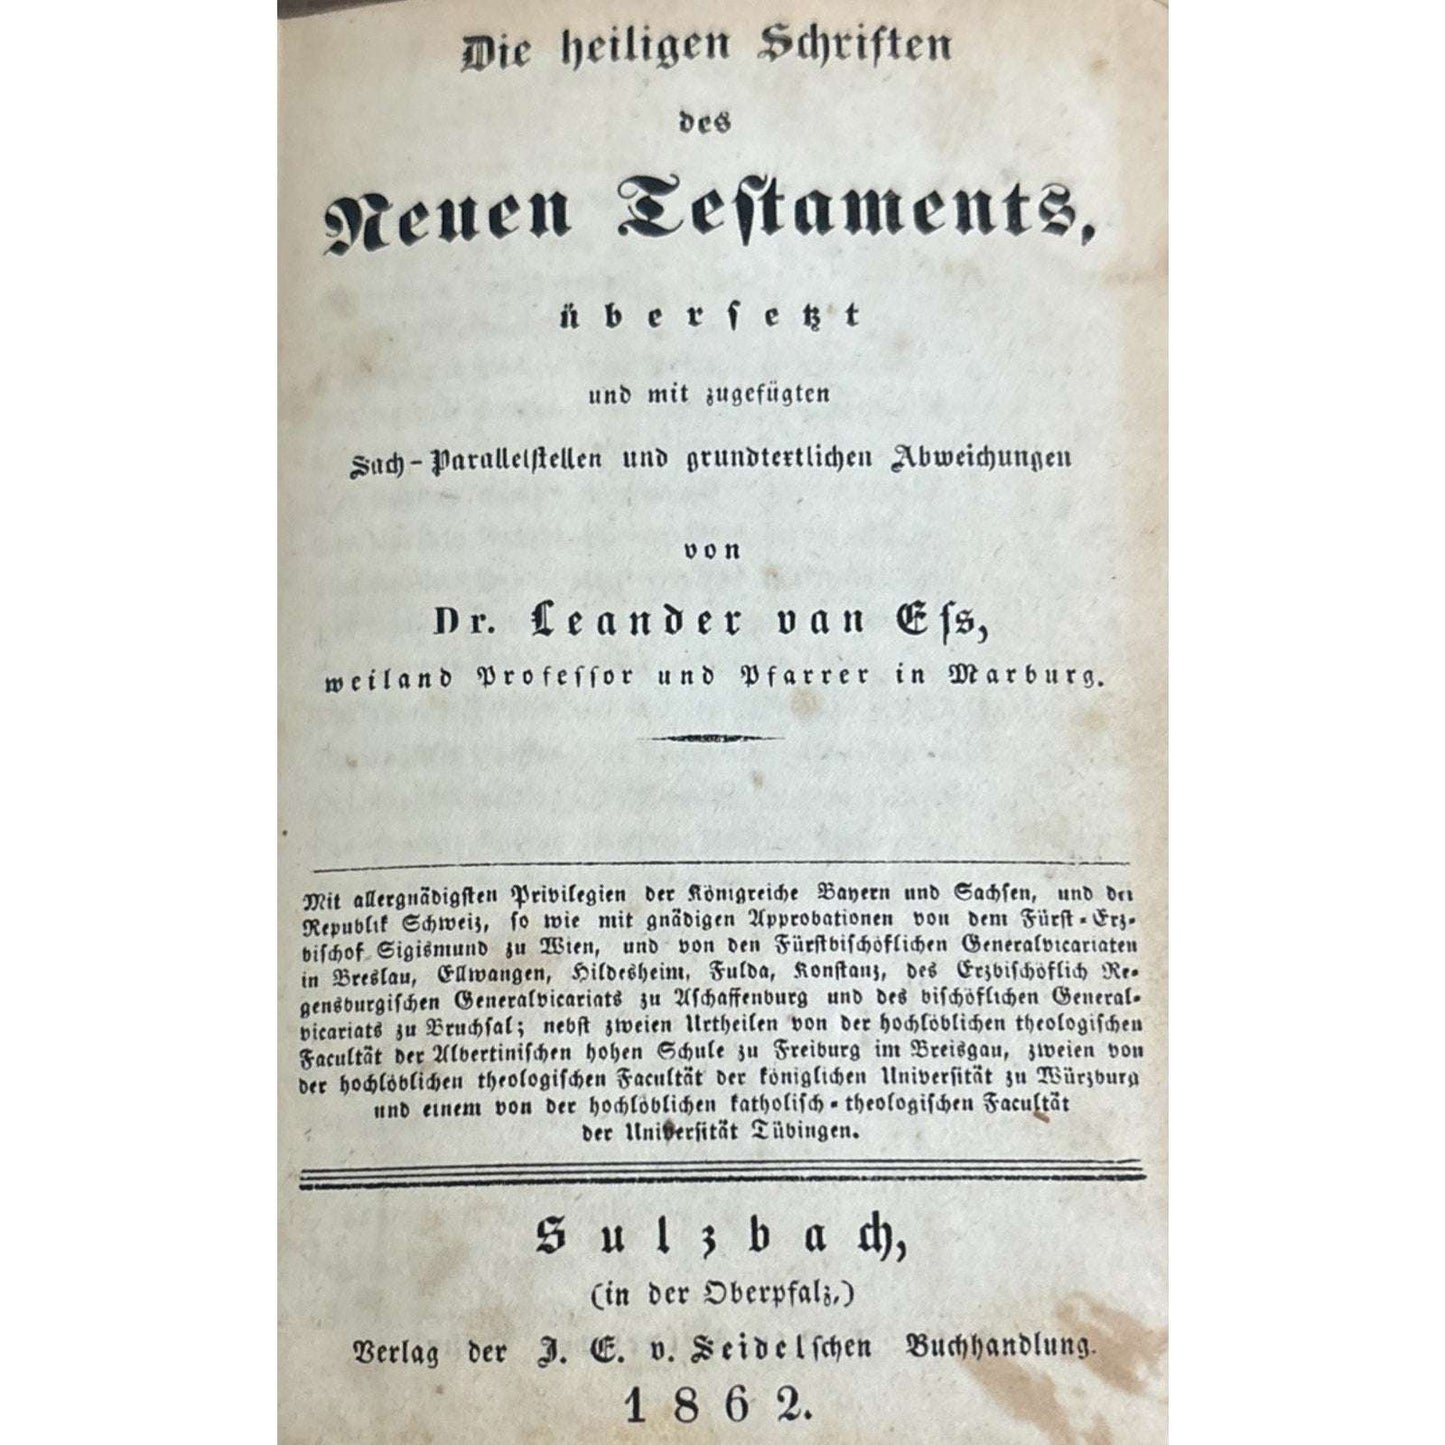 Die heiligen Schriften
des
Neuen Testaments,
übersetzt
und mit zugefügten
Sach-Parallelstellen und grundtextlichen Abweichungen
von
Dr. Leander van Eſs,
weiland Profeſſor und Pfarrer in Marburg.
Mit allergnädigſten Privilegien der Königreiche Bayern und Sachſen, und der
Republik Schweiz, ſo wie mit gnädigen Approbationen von dem Fürſt-Erz-
biſchof Sigismund zu Wien, und von den Fürſtbiſchöflichen Generalvicariaten
in Breslau, Ellwangen, Hildesheim, Fulda, Konſtanz, des Erzbiſchöflich Re-
gensburgiſchen Generalvicariats zu Aſchaffenburg und des biſchöflichen General-
vicariats zu Bruchſal; nebſt zweien Urtheilen von der hochlöblichen theologiſchen
Facultät der Albertiniſchen hohen Schule zu Freiburg im Breisgau, zweien von
der hochlöblichen theologiſchen Facultät der königlichen Univerſität zu Würzburg
und einem von der hochlöblichen katholiſch-theologiſchen Facultät
der Univerſität Tübingen.
Sulzbach,
(in der Oberpfalz,)
Verlag der J. E. v. Seidelſchen Buchhandlung.
1862.